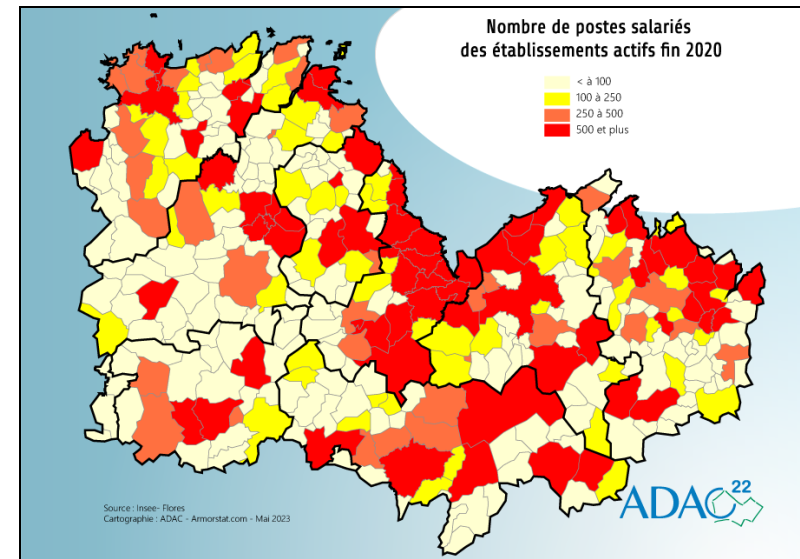 Nombre de postes salariés
des établissements actifs fin 2020
< à 100
100 à 250
250 à 500
500 et plus
Source : Insee- Flores
Cartographie : ADAC - Armorstat.com - Mai 2023
ADAC 22